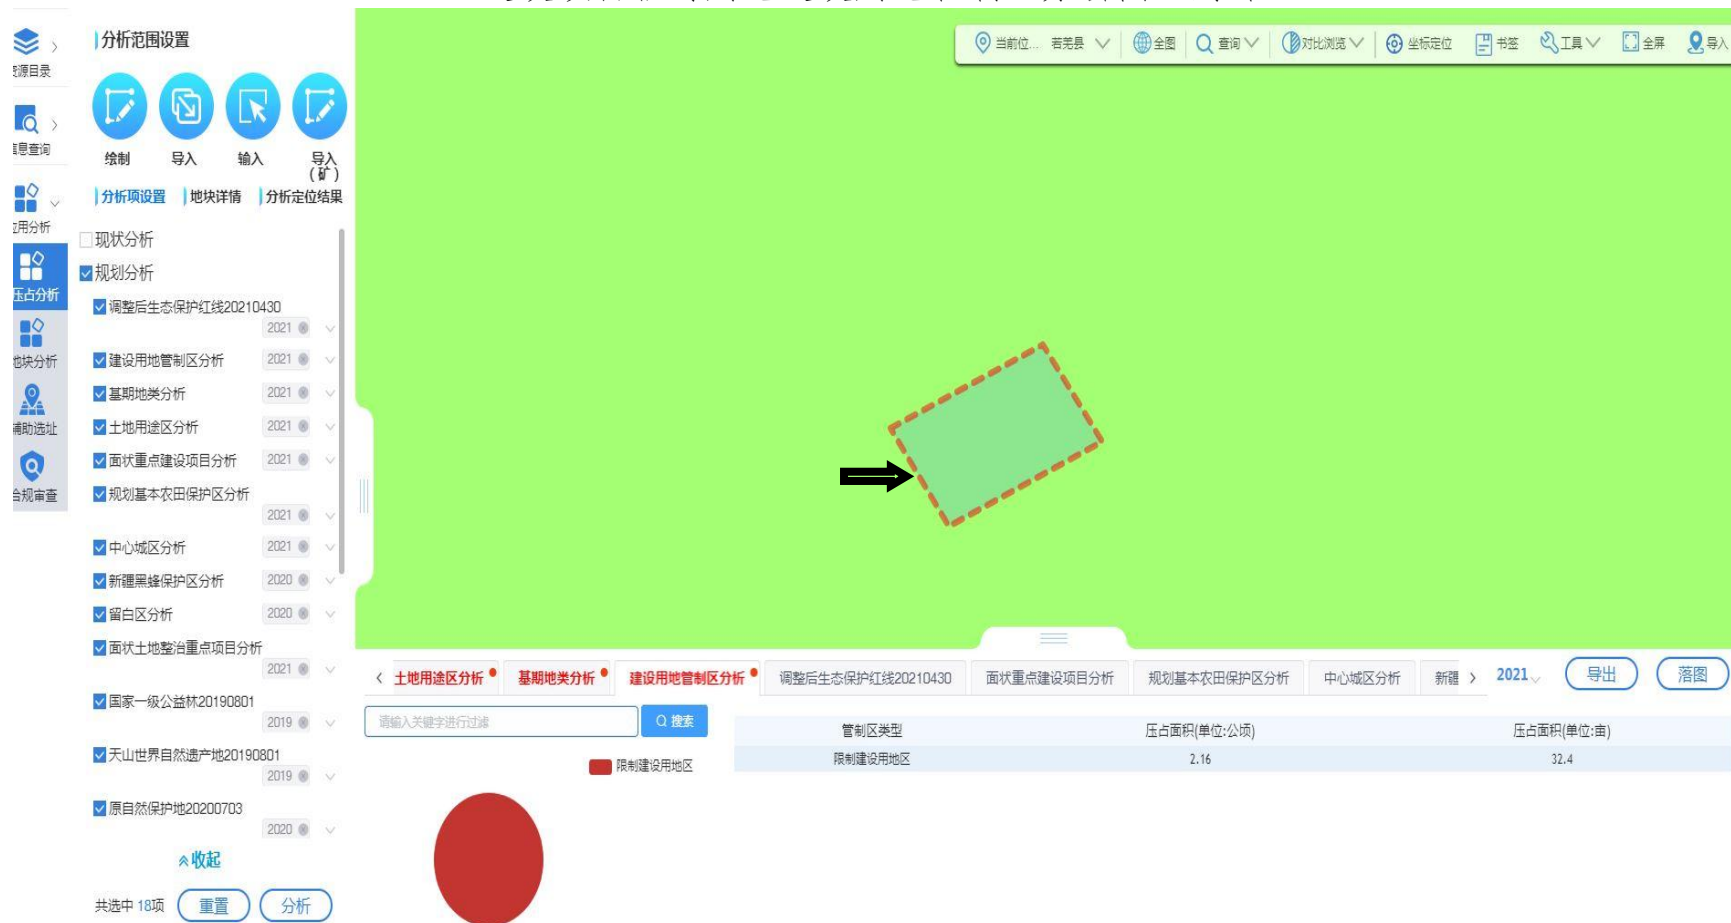 分析范围设置
当前位...
若羌县
全图
查询
对比浏览
坐标定位
书签
工具
全屏
导入
源目录
息查询
用分析
压占分析
地块分析
辅助选址
合规审查
绘制
导入
输入
导入
(矿)
分析项设置
地块详情
分析定位结果
现状分析
规划分析
调整后生态保护红线20210430
2021
建设用地管制区分析
2021
基期地类分析
2021
土地用途区分析
2021
面状重点建设项目分析
2021
规划基本农田保护区分析
2021
中心城区分析
2021
新疆黑蜂保护区分析
2020
留白区分析
2020
面状土地整治重点项目分析
2021
国家一级公益林20190801
2019
天山世界自然遗产地20190801
2019
原自然保护地20200703
2020
收起
共选中 18项
重置
分析
土地用途区分析
基期地类分析
建设用地管制区分析
调整后生态保护红线20210430
面状重点建设项目分析
规划基本农田保护区分析
中心城区分析
新疆
2021
导出
落图
请输入关键字进行过滤
搜索
限制建设用地区
管制区类型
压占面积(单位:公顷)
压占面积(单位:亩)
限制建设用地区
2.16
32.4